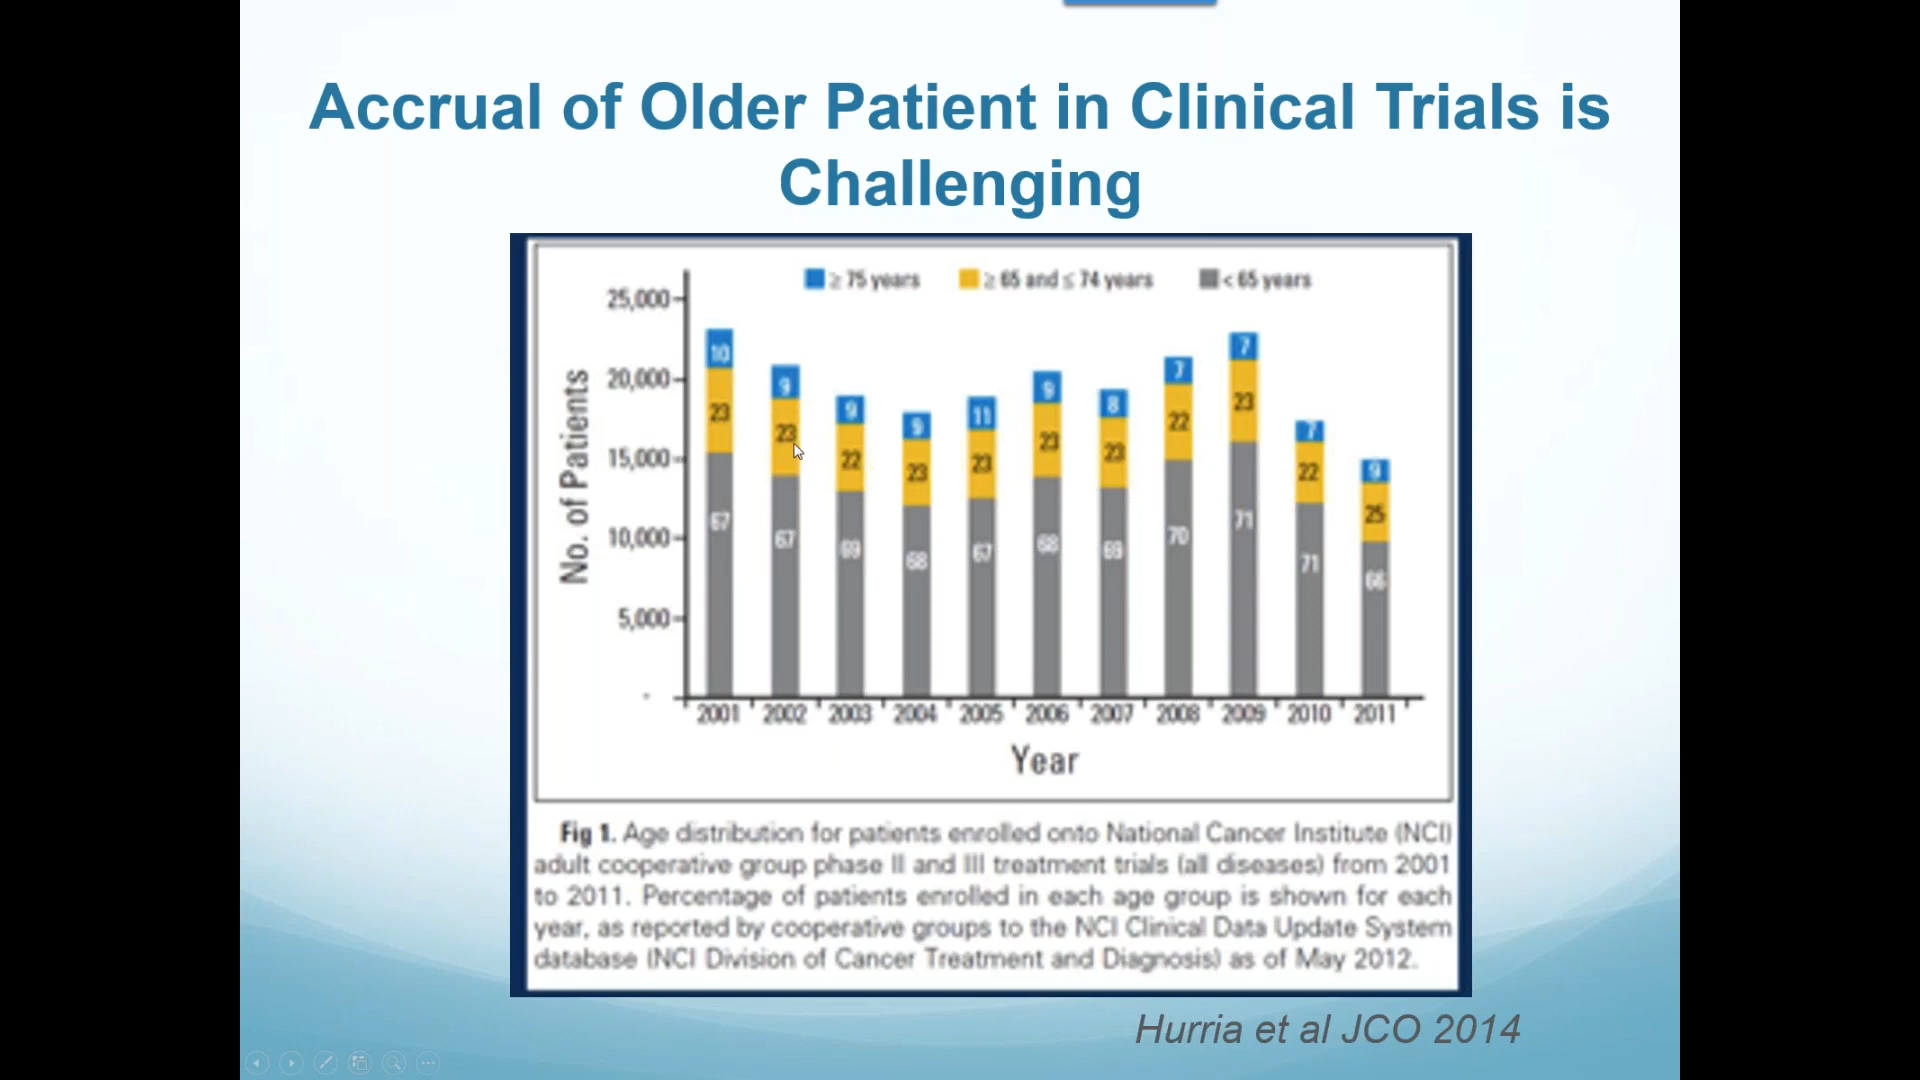 Accrual of Older Patient in Clinical Trials is
Challenging
≥ 75 years ≥ 65 and ≤ 74 years < 65 years
No. of Patients
25,000
20,000
15,000
10,000
5,000
-
10 9 9 9 11 9 8 7 7 7 9
23 23 22 23 23 23 23 22 23 22 25
67 67 69 68 67 68 69 70 71 71 66
2001 2002 2003 2004 2005 2006 2007 2008 2009 2010 2011
Year
Fig 1. Age distribution for patients enrolled onto National Cancer Institute (NCI)
adult cooperative group phase II and III treatment trials (all diseases) from 2001
to 2011. Percentage of patients enrolled in each age group is shown for each
year, as reported by cooperative groups to the NCI Clinical Data Update System
database (NCI Division of Cancer Treatment and Diagnosis) as of May 2012.
Hurria et al JCO 2014